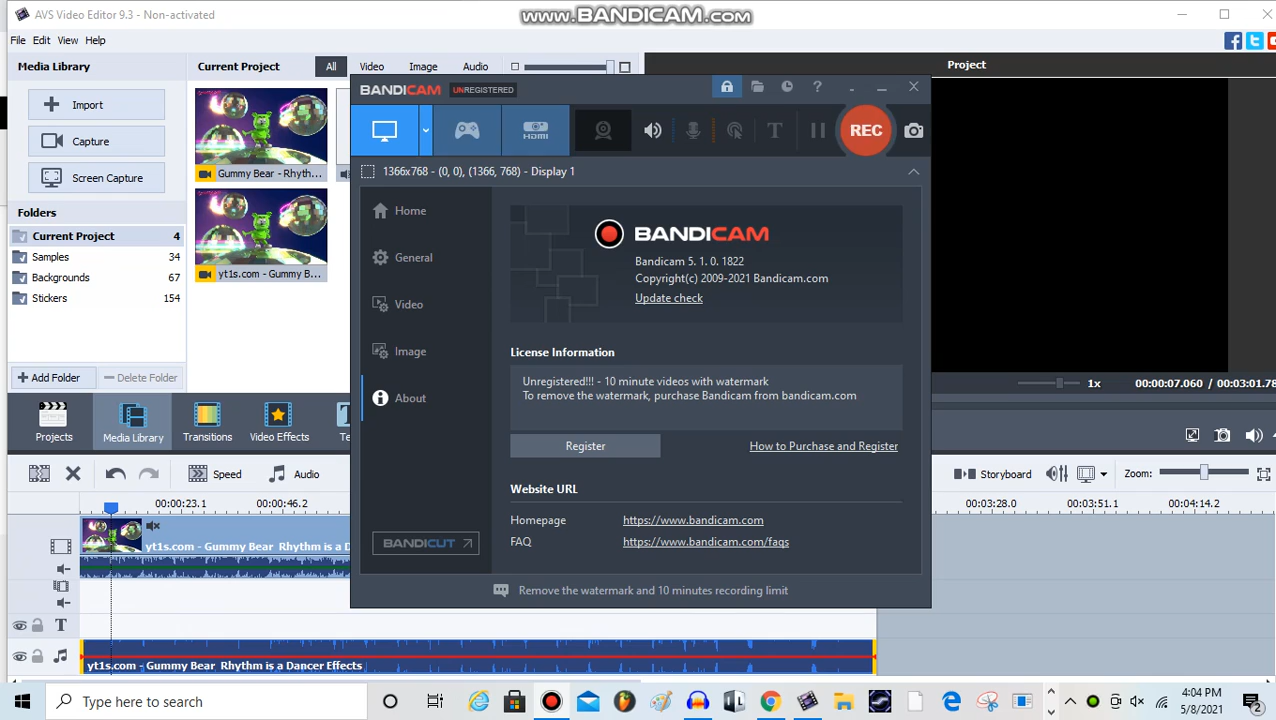 AVS Video Editor 9.3 - Non-activated
www.BANDICAM.com
File Edit View Help
Media Library
Current Project
All
Video
Image
Audio
Project
Import
Capture
Screen Capture
Gummy Bear - Rhyth...
yt1s.com - Gummy B...
Folders
Current Project 4
Samples 34
Backgrounds 67
Stickers 154
+ Add Folder
- Delete Folder
BANDICAM UNREGISTERED
HDMI
REC
1366x768 - (0, 0), (1366, 768) - Display 1
Home
General
Video
Image
About
BANDICUT
BANDICAM
Bandicam 5. 1. 0. 1822
Copyright(c) 2009-2021 Bandicam.com
Update check
License Information
Unregistered!!! - 10 minute videos with watermark
To remove the watermark, purchase Bandicam from bandicam.com
Register
How to Purchase and Register
Website URL
Homepage https://www.bandicam.com
FAQ https://www.bandicam.com/faqs
Remove the watermark and 10 minutes recording limit
1x 00:00:07.060 / 00:03:01.78
Projects
Media Library
Transitions
Video Effects
Te
Speed
Audio
Storyboard
Zoom:
00:00:23.1 00:00:46.2 00:03:28.0 00:03:51.1 00:04:14.2
yt1s.com - Gummy Bear Rhythm is a D
T
yt1s.com - Gummy Bear Rhythm is a Dancer Effects
Type here to search
4:04 PM
5/8/2021
2